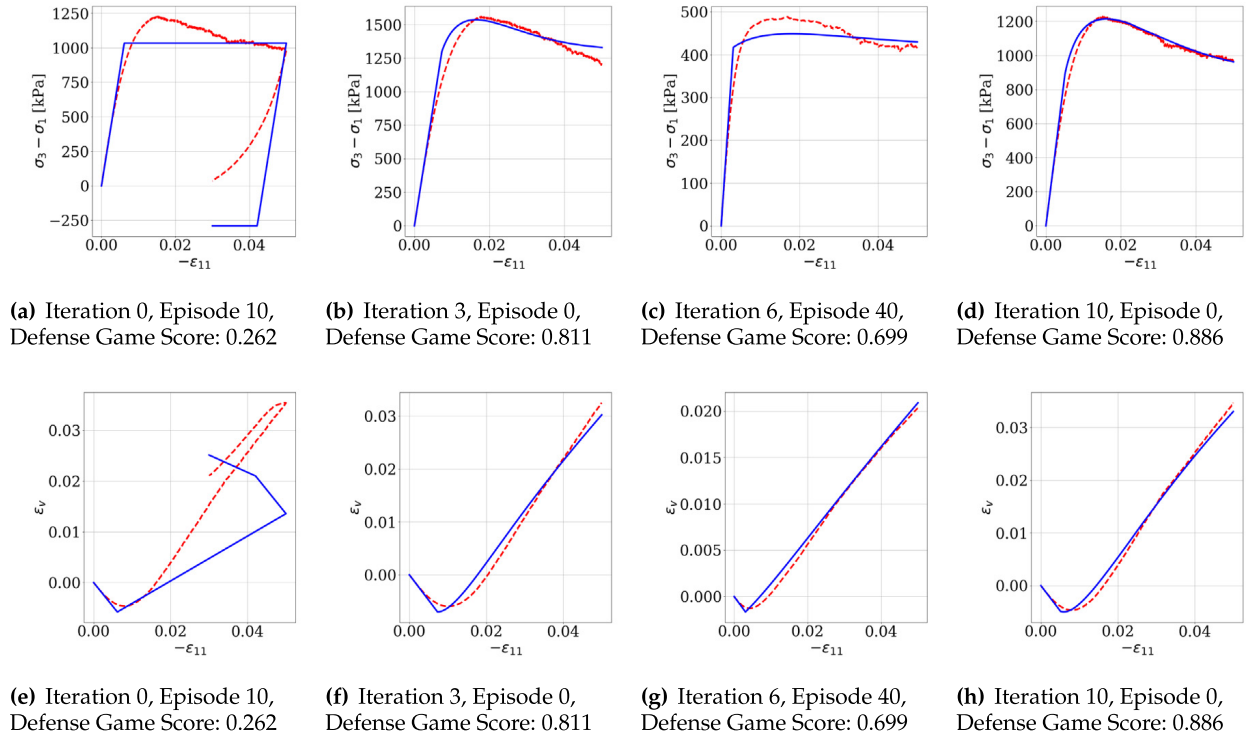 1250
1000
750
500
250
0
−250
0.00 0.02 0.04
σ3 − σ1 [kPa]
−ε11
1500
1250
1000
750
500
250
0
0.00 0.02 0.04
σ3 − σ1 [kPa]
−ε11
500
400
300
200
100
0
0.00 0.02 0.04
σ3 − σ1 [kPa]
−ε11
1200
1000
800
600
400
200
0
0.00 0.02 0.04
σ3 − σ1 [kPa]
−ε11
(a) Iteration 0, Episode 10,
Defense Game Score: 0.262
(b) Iteration 3, Episode 0,
Defense Game Score: 0.811
(c) Iteration 6, Episode 40,
Defense Game Score: 0.699
(d) Iteration 10, Episode 0,
Defense Game Score: 0.886
0.03
0.02
0.01
0.00
0.00 0.02 0.04
εv
−ε11
0.03
0.02
0.01
0.00
0.00 0.02 0.04
εv
−ε11
0.020
0.015
0.010
0.005
0.000
0.00 0.02 0.04
εv
−ε11
0.03
0.02
0.01
0.00
0.00 0.02 0.04
εv
−ε11
(e) Iteration 0, Episode 10,
Defense Game Score: 0.262
(f) Iteration 3, Episode 0,
Defense Game Score: 0.811
(g) Iteration 6, Episode 40,
Defense Game Score: 0.699
(h) Iteration 10, Episode 0,
Defense Game Score: 0.886